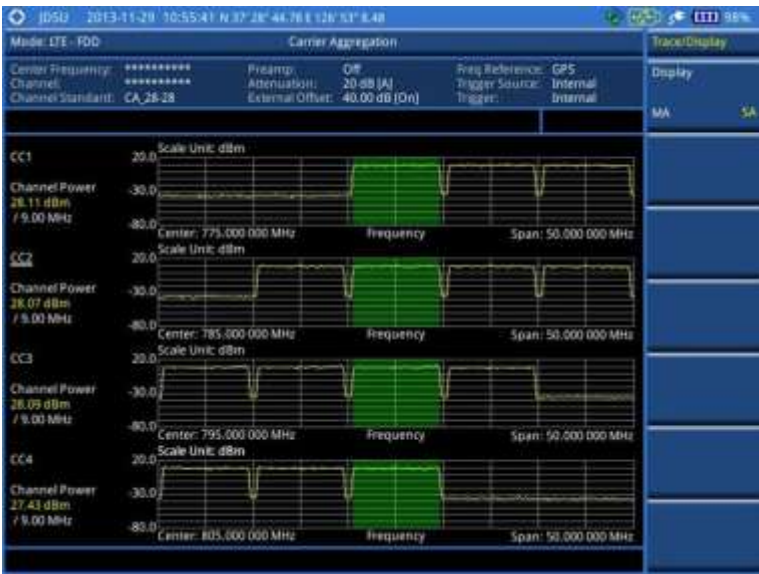 JDSU 2013-11-29 10:55:41 N 37°28' 44.78 E 126°53' 8.48 98%
Mode: LTE - FDD Carrier Aggregation Trace/Display
Center Frequency: ********** Preamp: Off Freq Reference: GPS Display
Channel: ********** Attenuation: 20 dB [A] Trigger Source: Internal
Channel Standard: CA_28-28 External Offset: 40.00 dB [On] Trigger: Internal
MA SA
CC1 20.0 Scale Unit: dBm
Channel Power -30.0
28.11 dBm
/ 9.00 MHz -80.0
Center: 775.000 000 MHz Frequency Span: 50.000 000 MHz
CC2 20.0 Scale Unit: dBm
Channel Power -30.0
28.07 dBm
/ 9.00 MHz -80.0
Center: 785.000 000 MHz Frequency Span: 50.000 000 MHz
CC3 20.0 Scale Unit: dBm
Channel Power -30.0
28.09 dBm
/ 9.00 MHz -80.0
Center: 795.000 000 MHz Frequency Span: 50.000 000 MHz
CC4 20.0 Scale Unit: dBm
Channel Power -30.0
27.43 dBm
/ 9.00 MHz -80.0
Center: 805.000 000 MHz Frequency Span: 50.000 000 MHz